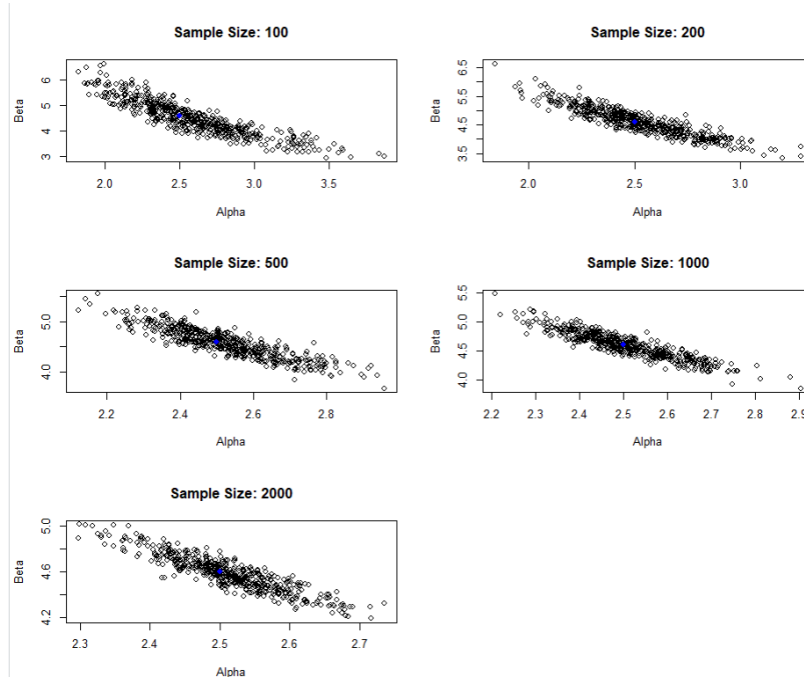 Sample Size: 100
Beta
6
5
4
3
2.0 2.5 3.0 3.5
Alpha
Sample Size: 200
Beta
6.5
5.5
4.5
3.5
2.0 2.5 3.0
Alpha
Sample Size: 500
Beta
5.0
4.0
2.2 2.4 2.6 2.8
Alpha
Sample Size: 1000
Beta
5.5
5.0
4.5
4.0
2.2 2.3 2.4 2.5 2.6 2.7 2.8 2.9
Alpha
Sample Size: 2000
Beta
5.0
4.6
4.2
2.3 2.4 2.5 2.6 2.7
Alpha